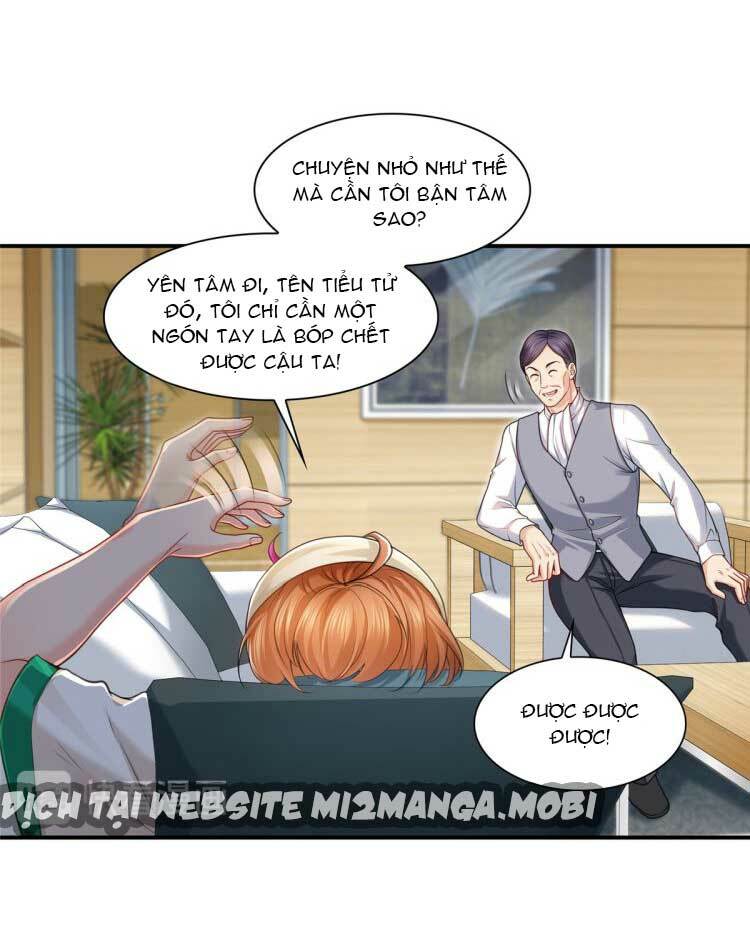 CHUYỆN NHỎ NHƯ THẾ
MÀ CẦN TÔI BẬN TÂM
SAO?
YÊN TÂM ĐI, TÊN TIỂU TỬ
ĐÓ, TÔI CHỈ CẦN MỘT
NGÓN TAY LÀ BÓP CHẾT
ĐƯỢC CẬU TA!
ĐƯỢC ĐƯỢC
ĐƯỢC!
DỊCH TẠI WEBSITE MI2MANGA.MOBI